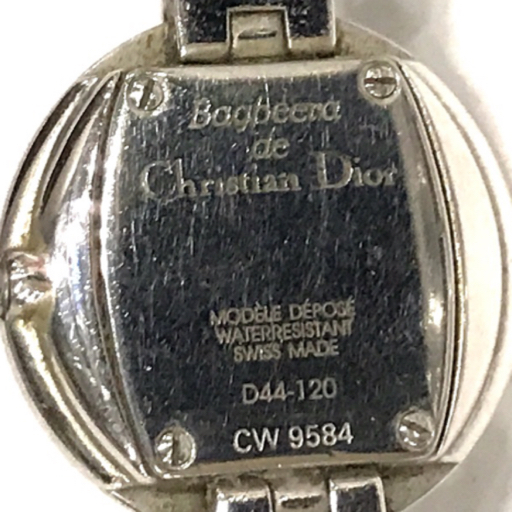 Bagheera
de
Christian Dior
MODÈLE DÉPOSÉ
WATERRESISTANT
SWISS MADE
D44-120
CW 9584